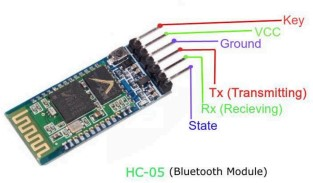 Key
VCC
Ground
Tx (Transmitting)
Rx (Recieving)
State
HC-05 (Bluetooth Module)